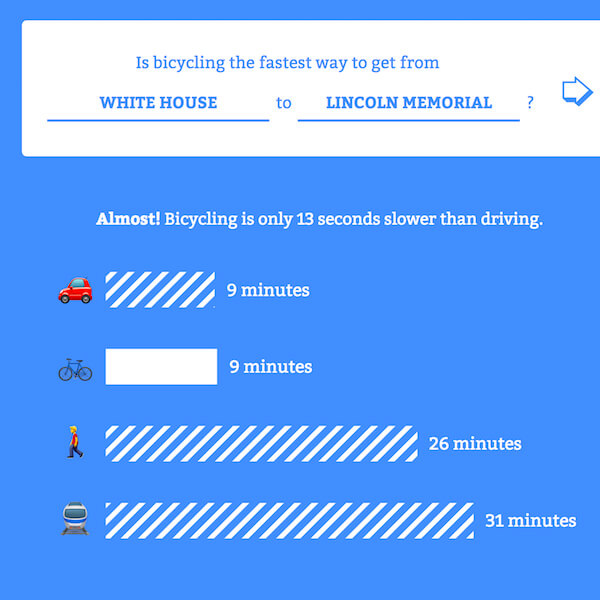 Is bicycling the fastest way to get from
WHITE HOUSE to LINCOLN MEMORIAL ?
Almost! Bicycling is only 13 seconds slower than driving.
9 minutes
9 minutes
26 minutes
31 minutes